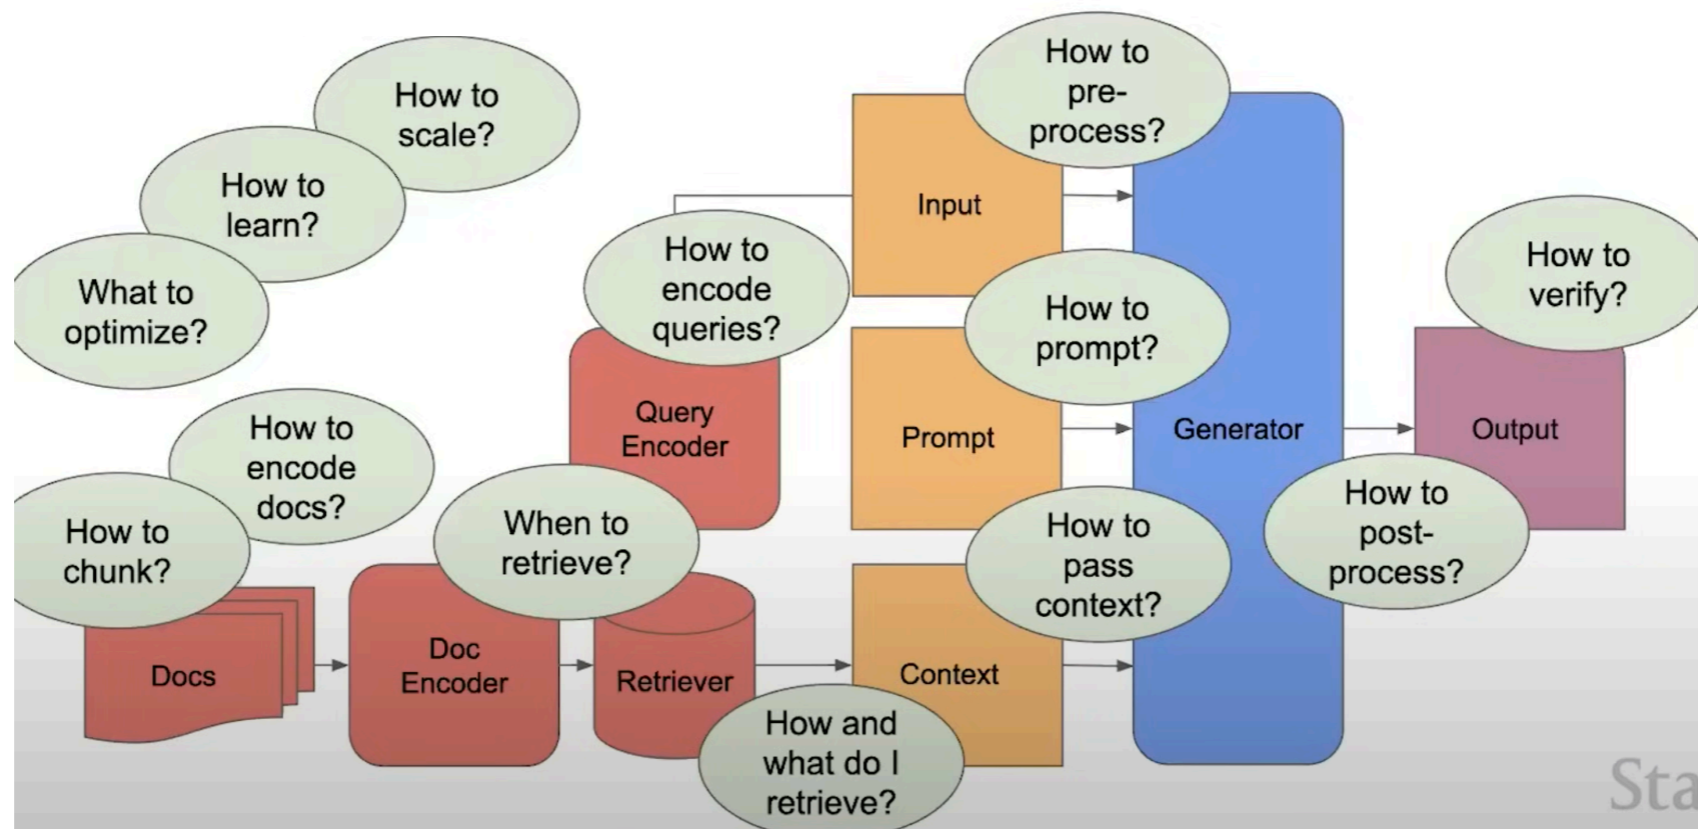 How to
scale?
How to
learn?
What to
optimize?
How to
encode
docs?
How to
chunk?
Docs
Doc
Encoder
When to
retrieve?
Retriever
How to
encode
queries?
Query
Encoder
How to
pre-
process?
Input
How to
prompt?
Prompt
How to
pass
context?
Context
How and
what do I
retrieve?
Generator
How to
verify?
Output
How to
post-
process?
Sta